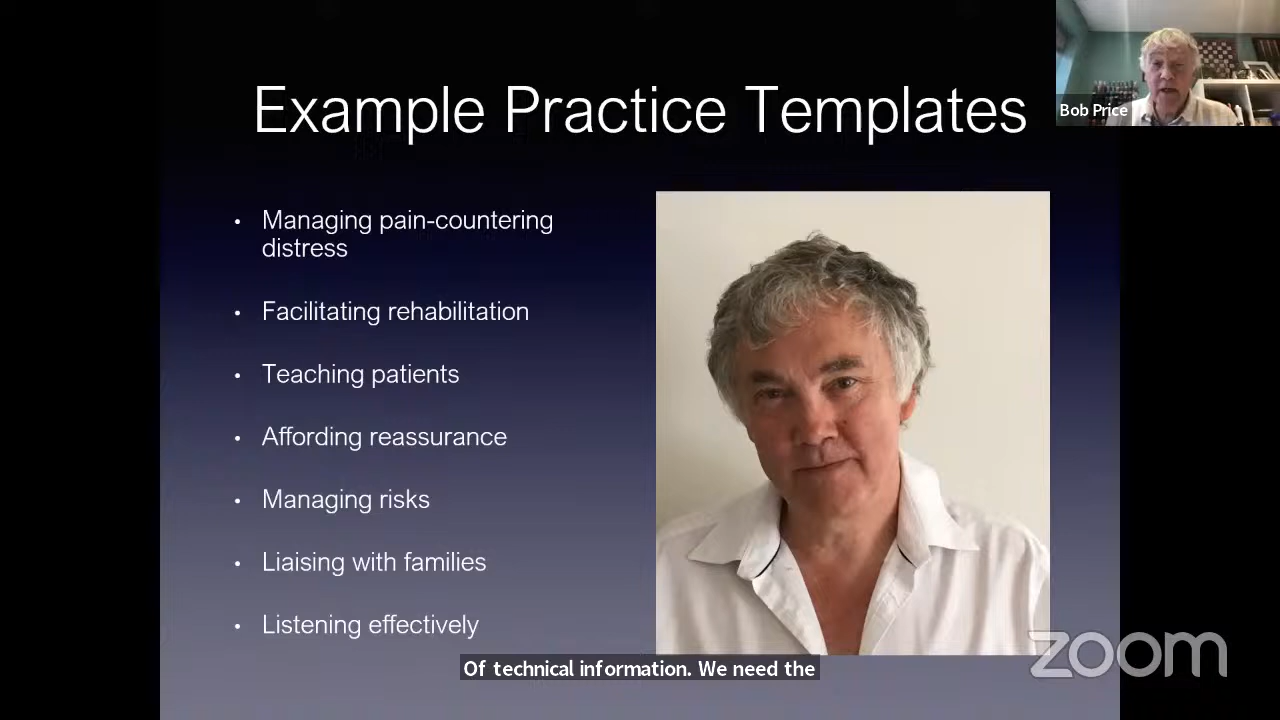 Example Practice Templates
Bob Price
• Managing pain-countering
distress
• Facilitating rehabilitation
• Teaching patients
• Affording reassurance
• Managing risks
• Liaising with families
• Listening effectively
Of technical information. We need the
zoom